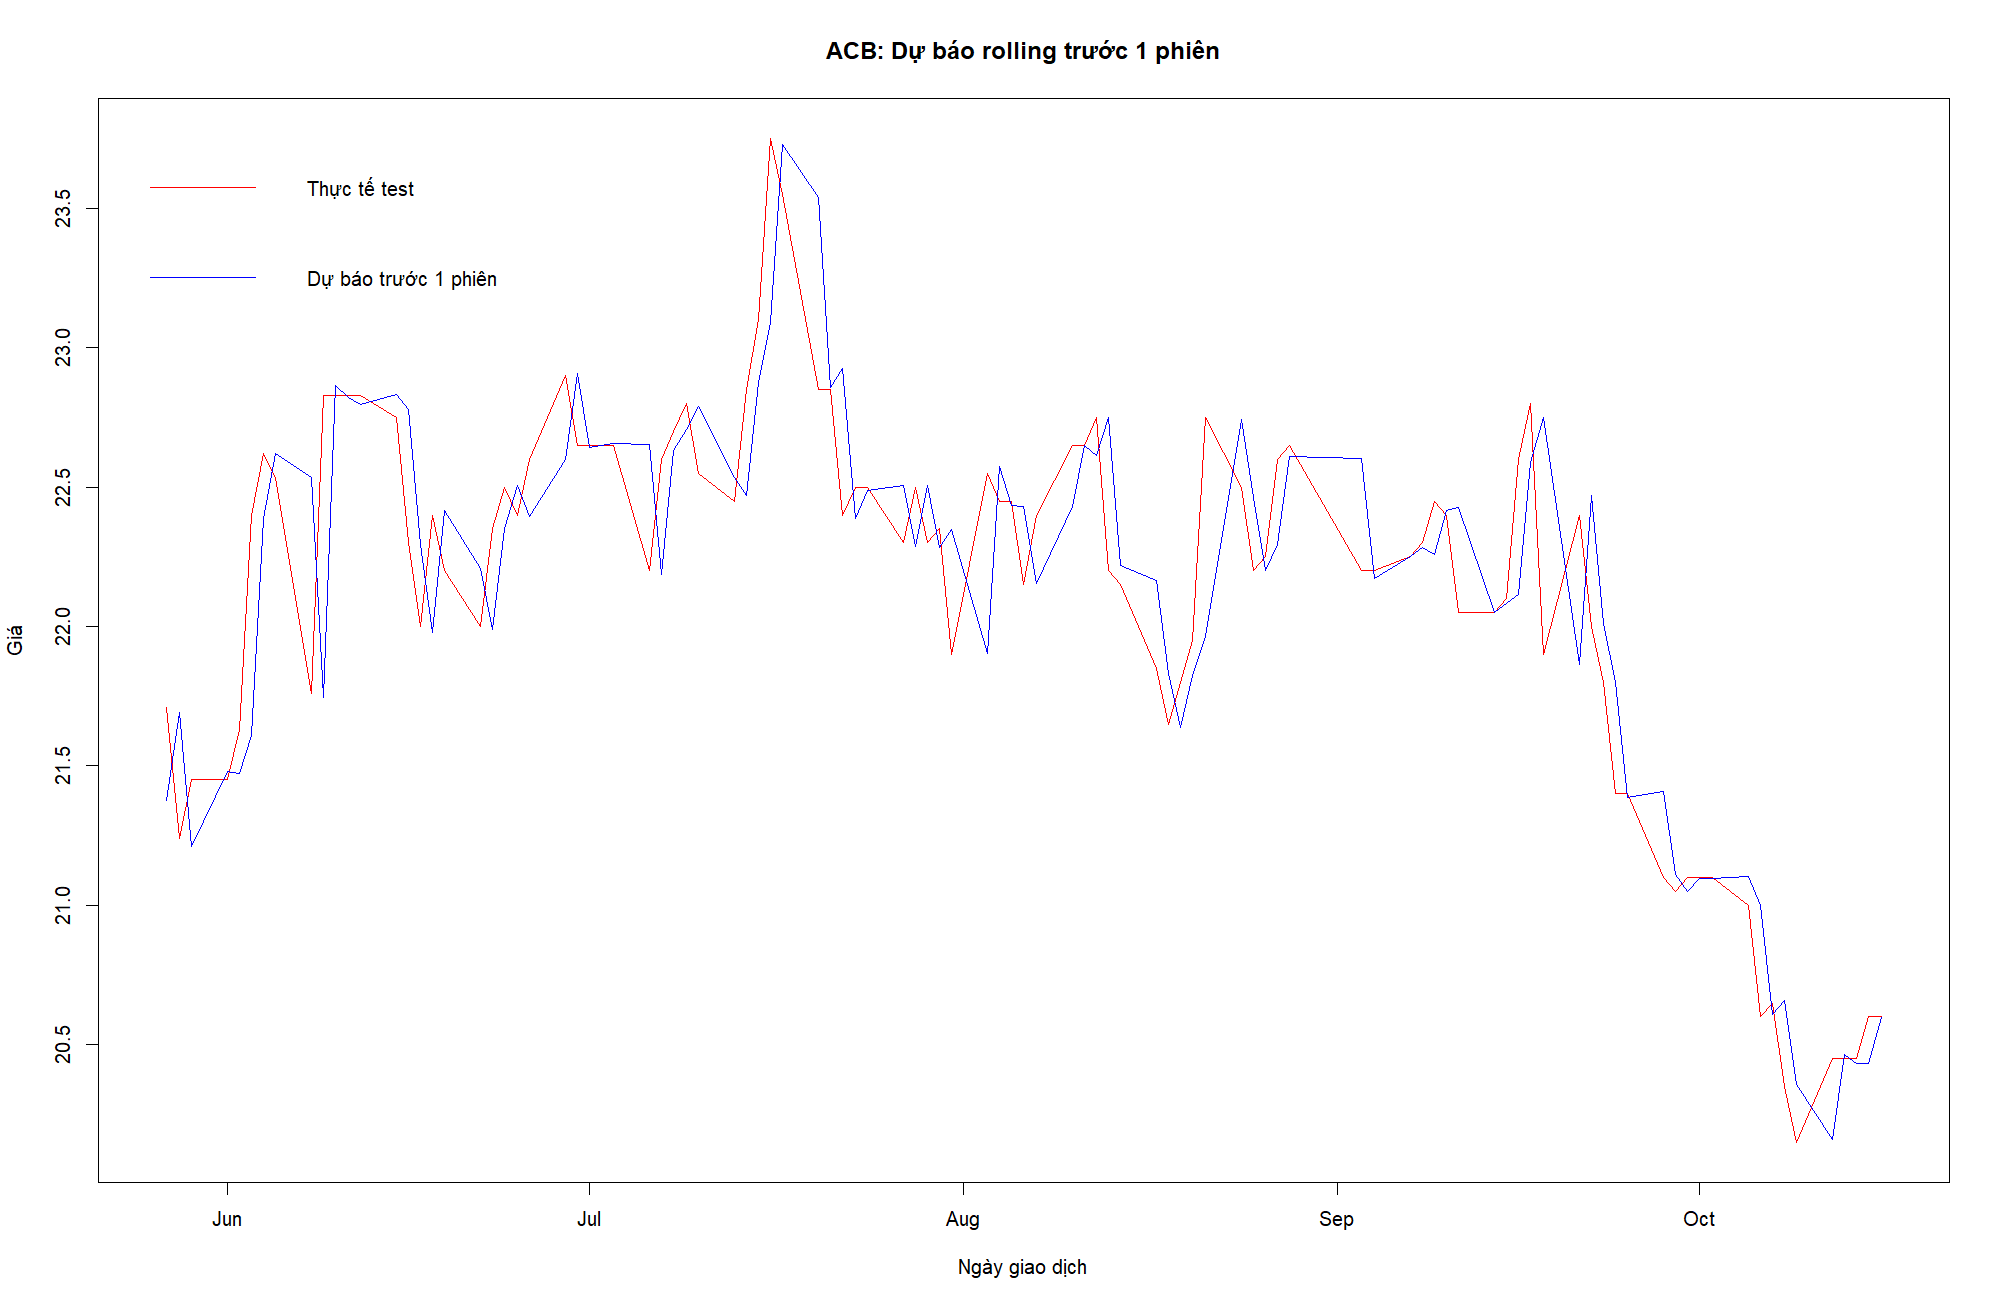 ACB: Dự báo rolling trước 1 phiên
Thực tế test
Dự báo trước 1 phiên
Giá
23.5
23.0
22.5
22.0
21.5
21.0
20.5
Jun Jul Aug Sep Oct
Ngày giao dịch